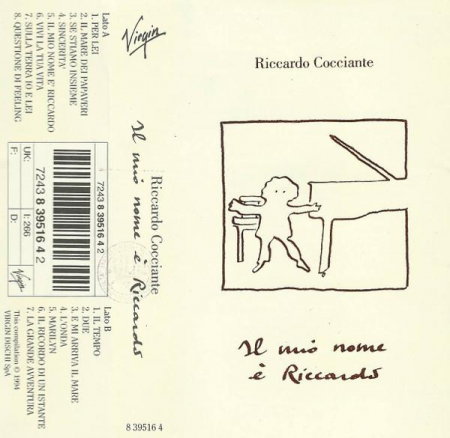 Lato A
1. PER LEI
2. IL MARE DEI PAPAVERI
3. SE STIAMO INSIEME
4. SINCERITA'
5. IL MIO NOME E' RICCARDO
6. VIVI LA TUA VITA
7. SULLA TERRA IO E LEI
8. QUESTIONE DI FEELING
7243 8 39516 4 2
7243 8 39516 4 2
UK:
I: 266
F:
D:
Virgin
Lato B
1. IL TEMPO
2. DUE
3. E MI ARRIVA IL MARE
4. L'ONDA
5. MARILYN
6. IL RICORDO DI UN ISTANTE
7. LA GRANDE AVVENTURA
This compilation © 1994
VIRGIN DISCHI SpA
Virgin
Riccardo Cocciante
Il mio nome è Riccardo
8 39516 4
Riccardo Cocciante
Il mio nome
è Riccardo